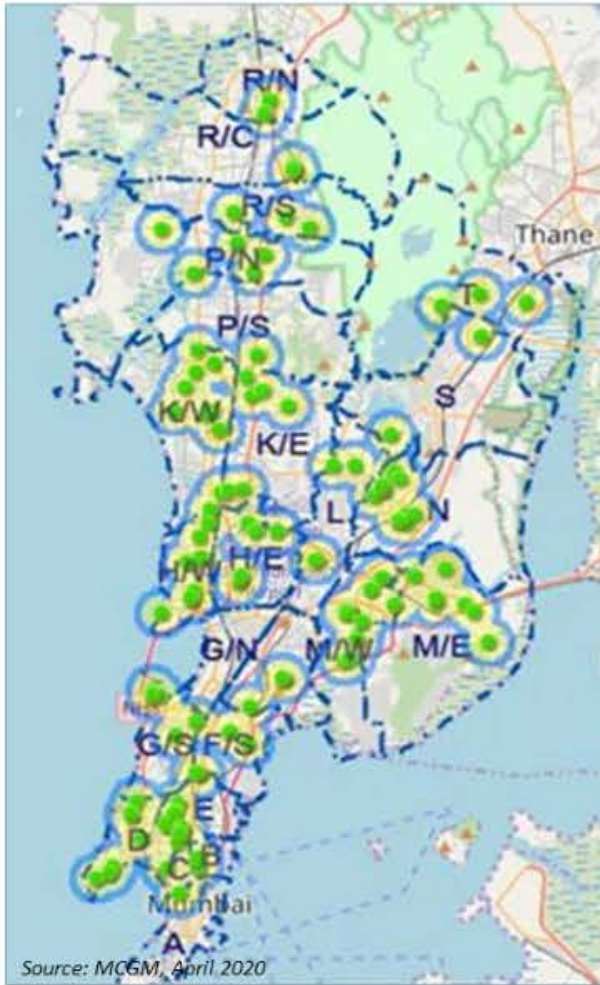 R/N
R/C
R/S
Thane
P/N
T
P/S
S
K/W
K/E
L
N
H/E
H/W
G/N
M/W
M/E
G/S
F/S
E
D
B
C
Mumbai
A
Source: MCGM, April 2020